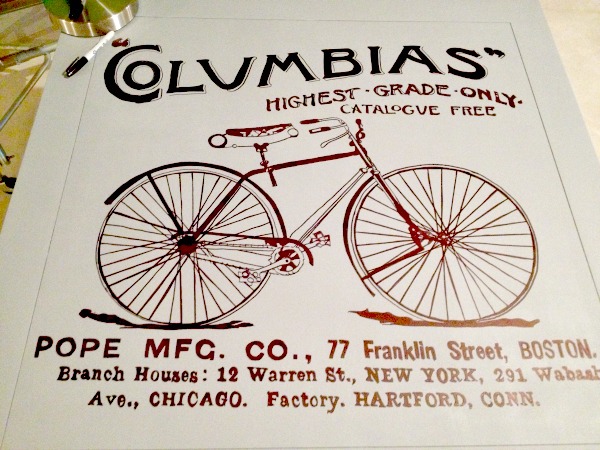 "COLUMBIAS"
HIGHEST·GRADE·ONLY·
CATALOGUE FREE
POPE MFG. CO., 77 Franklin Street, BOSTON.
Branch Houses: 12 Warren St., NEW YORK, 291 Wabash
Ave., CHICAGO. Factory. HARTFORD, CONN.